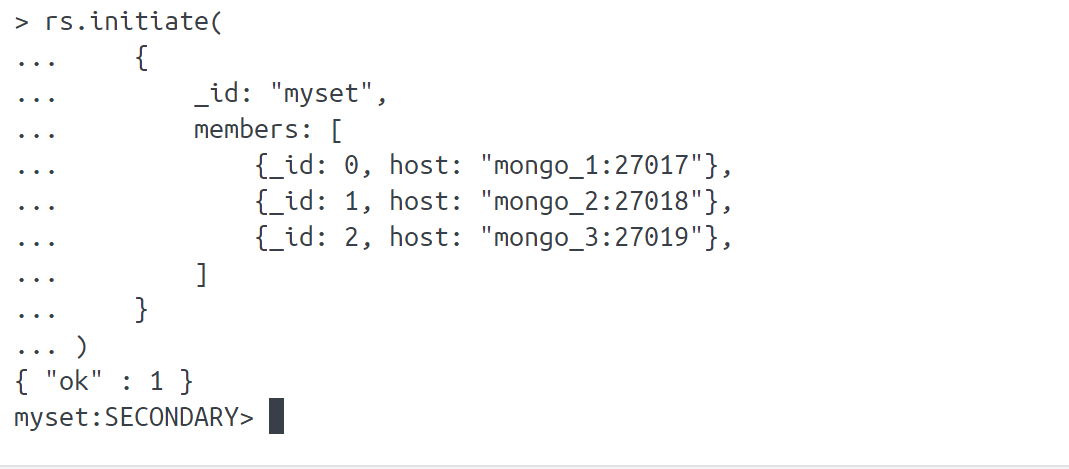 > rs.initiate(
...     {
...         _id: "myset",
...         members: [
...             {_id: 0, host: "mongo_1:27017"},
...             {_id: 1, host: "mongo_2:27018"},
...             {_id: 2, host: "mongo_3:27019"},
...         ]
...     }
... )
{ "ok" : 1 }
myset:SECONDARY>